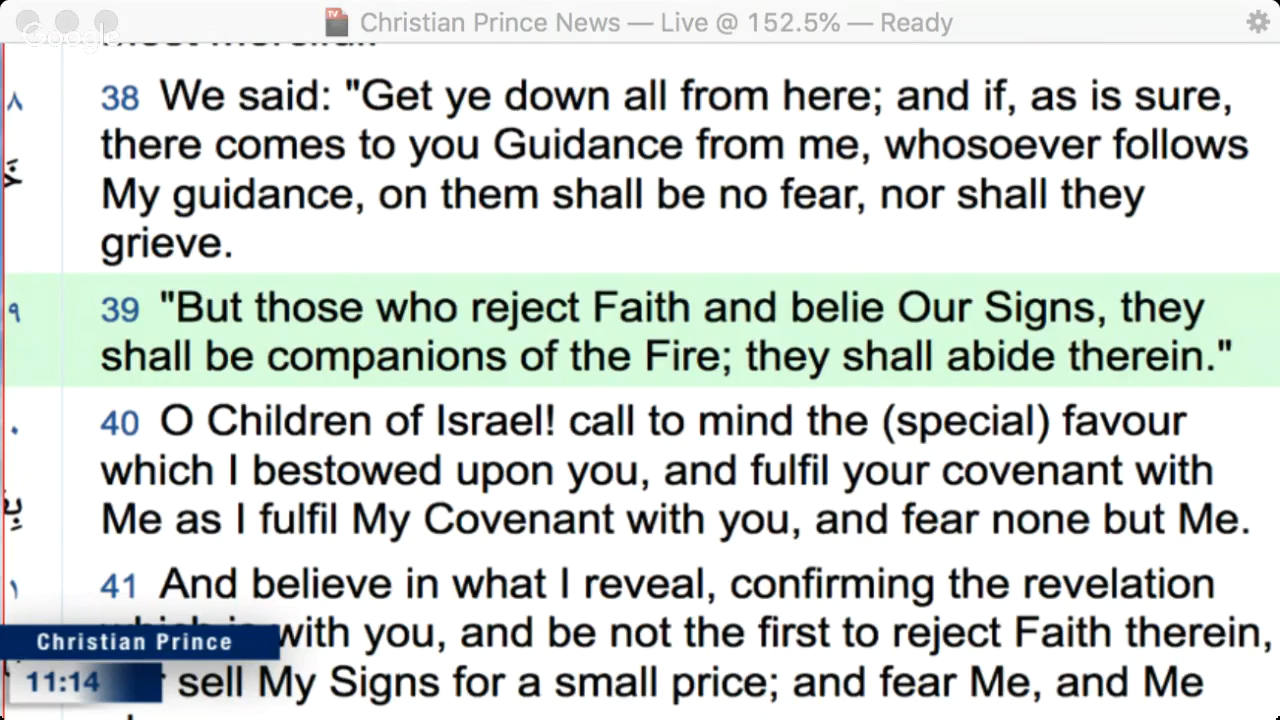 Christian Prince News — Live @ 152.5% — Ready
Google
38 We said: "Get ye down all from here; and if, as is sure,
there comes to you Guidance from me, whosoever follows
My guidance, on them shall be no fear, nor shall they
grieve.
39 "But those who reject Faith and belie Our Signs, they
shall be companions of the Fire; they shall abide therein."
40 O Children of Israel! call to mind the (special) favour
which I bestowed upon you, and fulfil your covenant with
Me as I fulfil My Covenant with you, and fear none but Me.
41 And believe in what I reveal, confirming the revelation
with you, and be not the first to reject Faith therein,
sell My Signs for a small price; and fear Me, and Me
Christian Prince
11:14